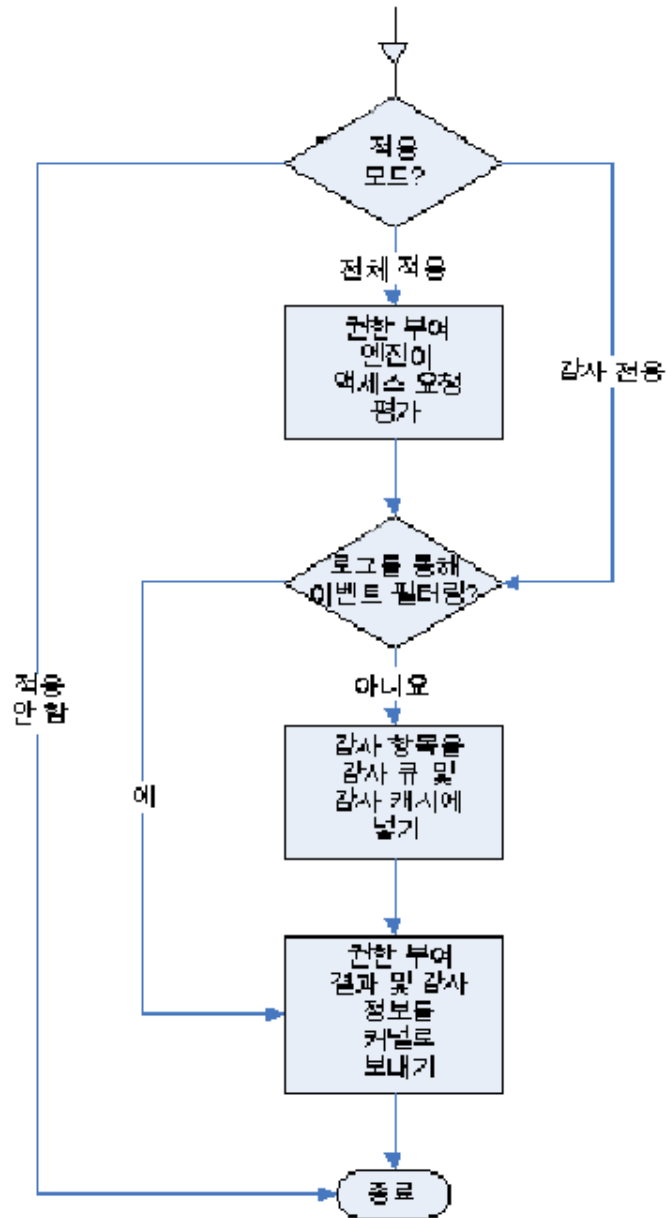 적용
모드?
전체 적용
권한 부여
엔진이
액세스 요청
평가
감사 전용
로그를 통해
이벤트 필터링?
적용
안 함
아니요
감사 항목을
감사 큐 및
감사 캐시에
넣기
예
권한 부여
결과 및 감사
정보를
커널로
보내기
종료